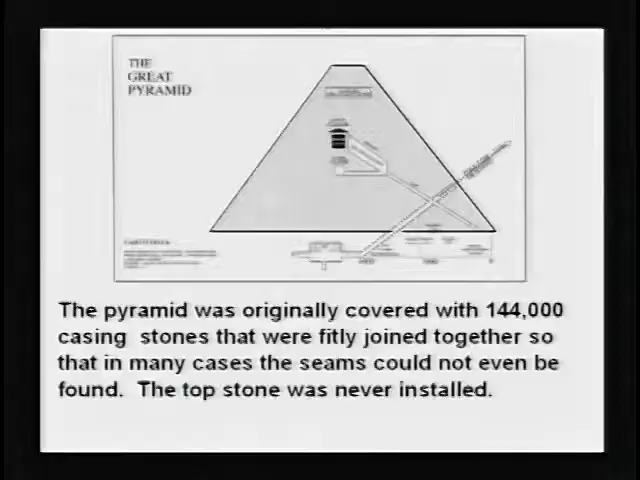 THE
GREAT
PYRAMID
The pyramid was originally covered with 144,000
casing stones that were fitly joined together so
that in many cases the seams could not even be
found. The top stone was never installed.